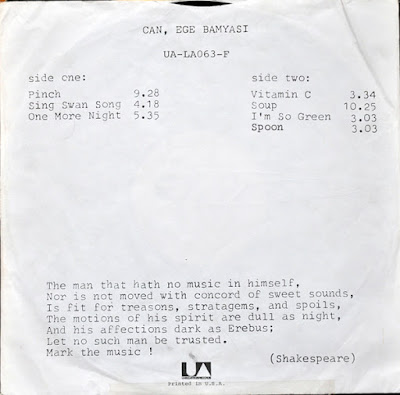 CAN, EGE BAMYASI
UA-LA063-F
side one:
Pinch 9.28
Sing Swan Song 4.18
One More Night 5.35
side two:
Vitamin C 3.34
Soup 10.25
I'm So Green 3.03
Spoon 3.03
The man that hath no music in himself,
Nor is not moved with concord of sweet sounds,
Is fit for treasons, stratagems, and spoils,
The motions of his spirit are dull as night,
And his affections dark as Erebus;
Let no such man be trusted.
Mark the music !
(Shakespeare)
UA
Printed in U.S.A.